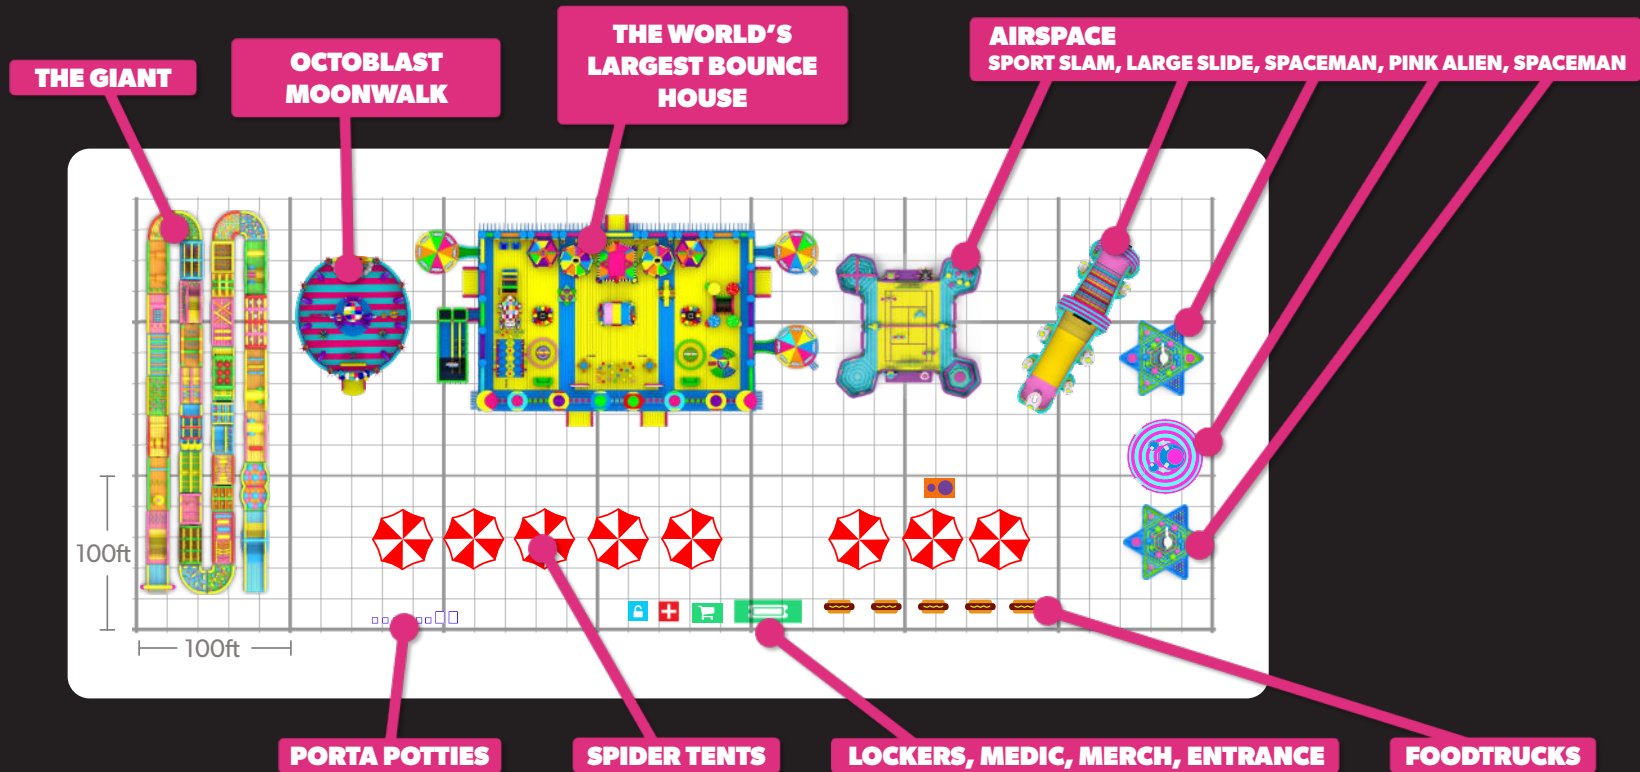 THE GIANT
OCTOBLAST
MOONWALK
THE WORLD'S
LARGEST BOUNCE
HOUSE
AIRSPACE
SPORT SLAM, LARGE SLIDE, SPACEMAN, PINK ALIEN, SPACEMAN
100ft
100ft
PORTA POTTIES
SPIDER TENTS
LOCKERS, MEDIC, MERCH, ENTRANCE
FOODTRUCKS